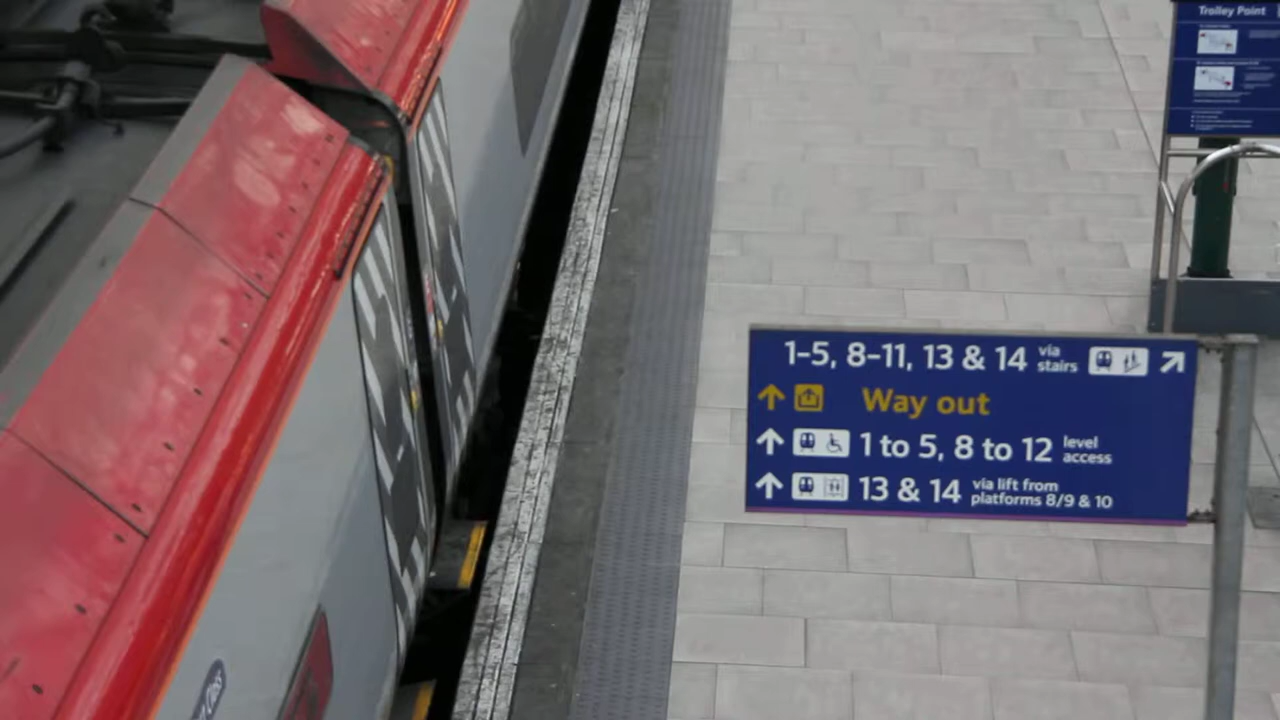 Trolley Point
1-5, 8-11, 13 & 14 via stairs
Way out
1 to 5, 8 to 12 level access
13 & 14 via lift from platforms 8/9 & 10